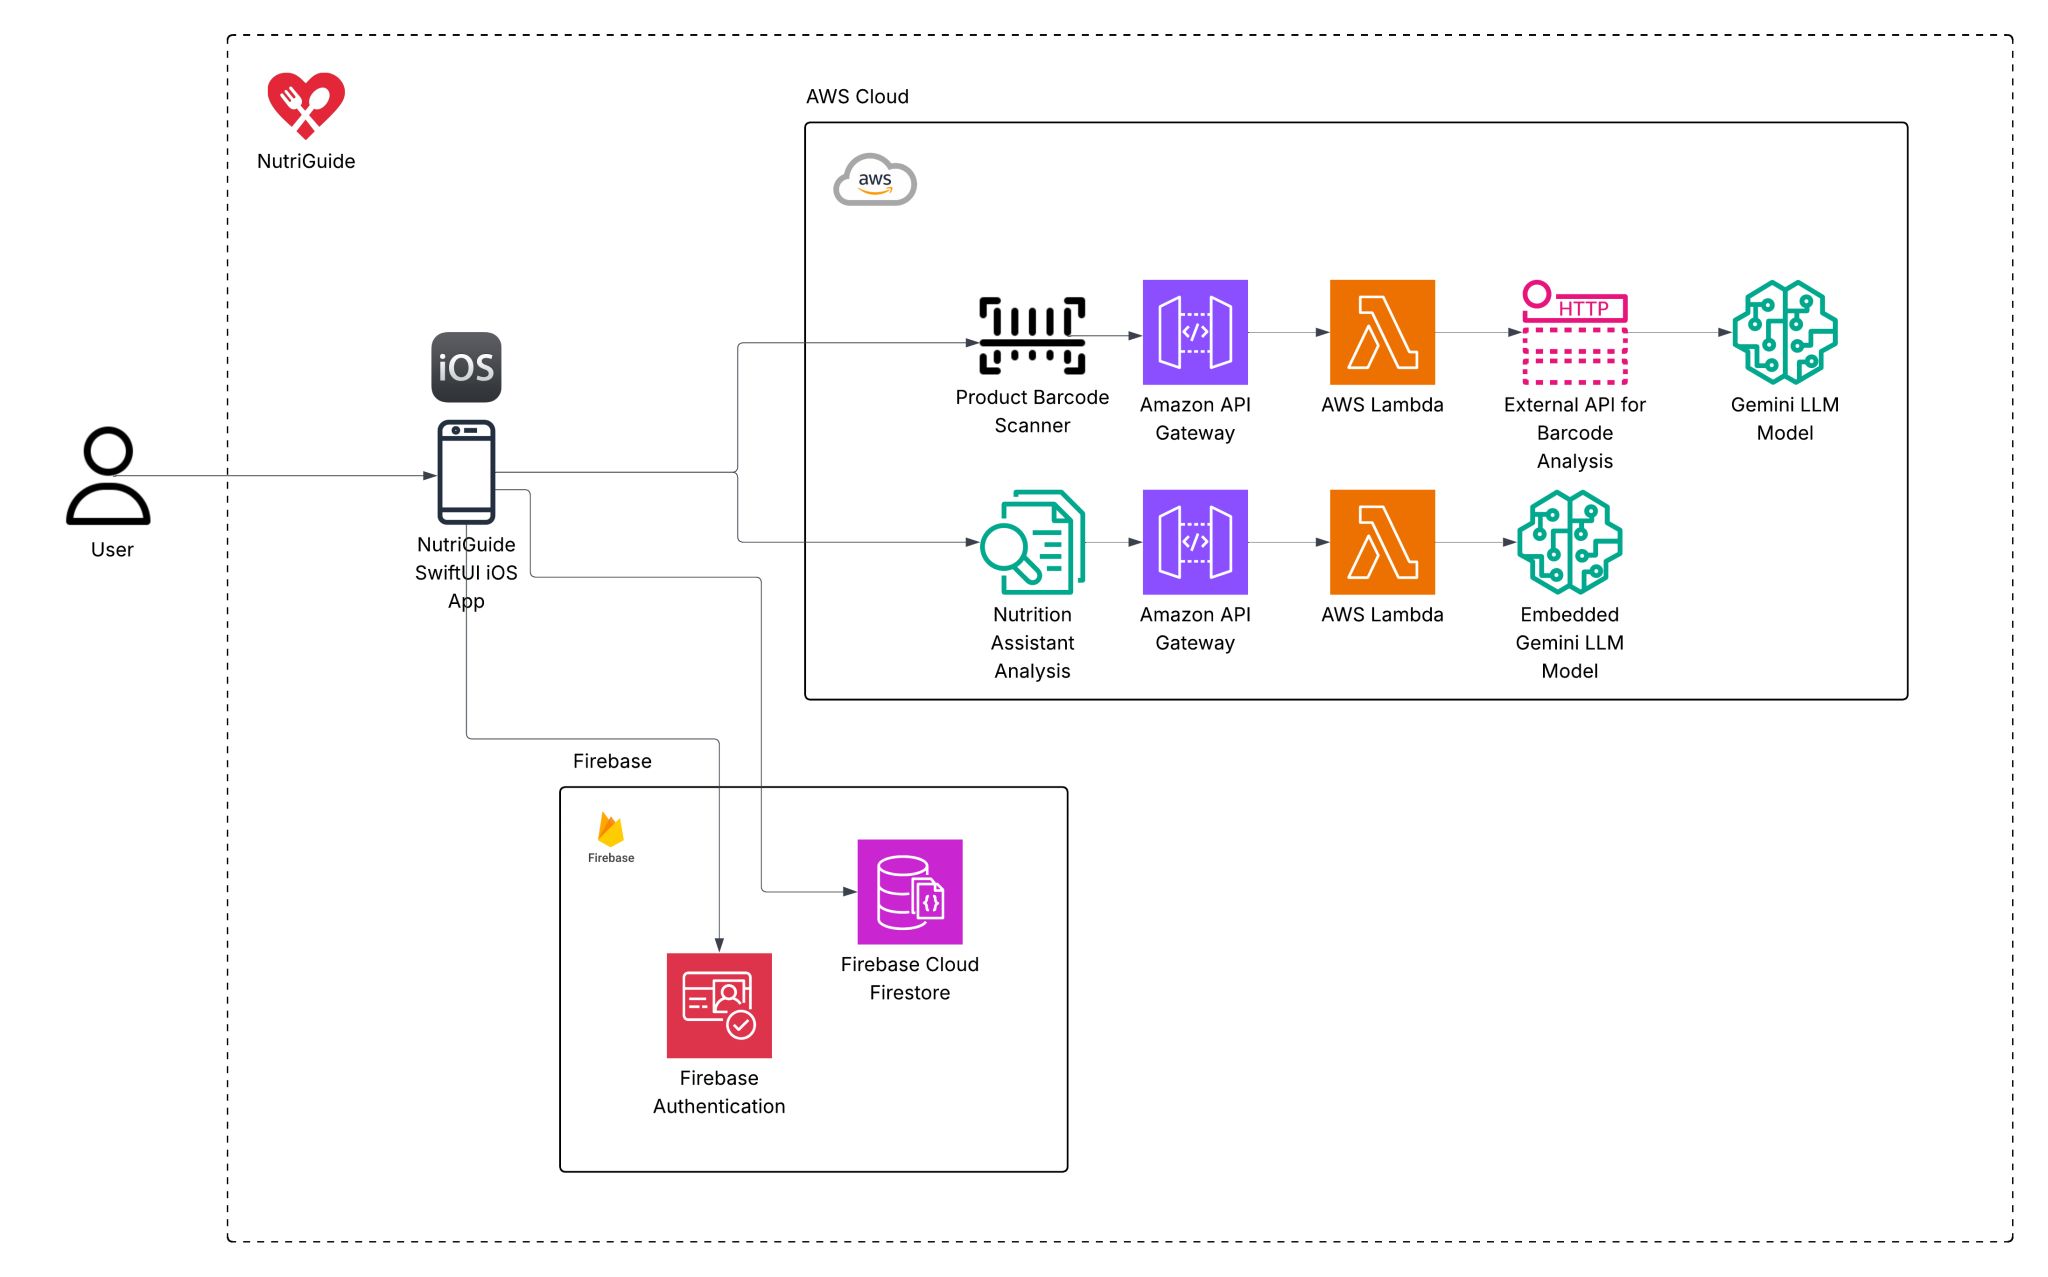 NutriGuide
AWS Cloud
aws
iOS
User
NutriGuide
SwiftUI iOS
App
Product Barcode
Scanner
</>
Amazon API
Gateway
AWS Lambda
HTTP
External API for
Barcode
Analysis
Gemini LLM
Model
Nutrition
Assistant
Analysis
</>
Amazon API
Gateway
AWS Lambda
Embedded
Gemini LLM
Model
Firebase
Firebase
{}
Firebase Cloud
Firestore
Firebase
Authentication